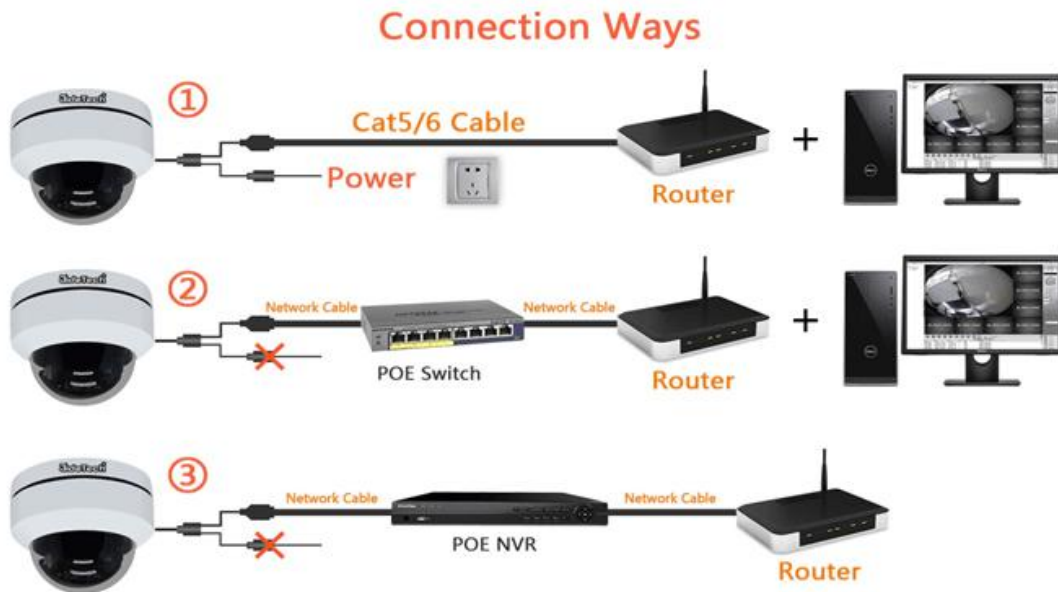 Connection Ways
①
Cat5/6 Cable
Power
Router
+
②
Network Cable
Network Cable
POE Switch
Router
+
③
Network Cable
Network Cable
POE NVR
Router